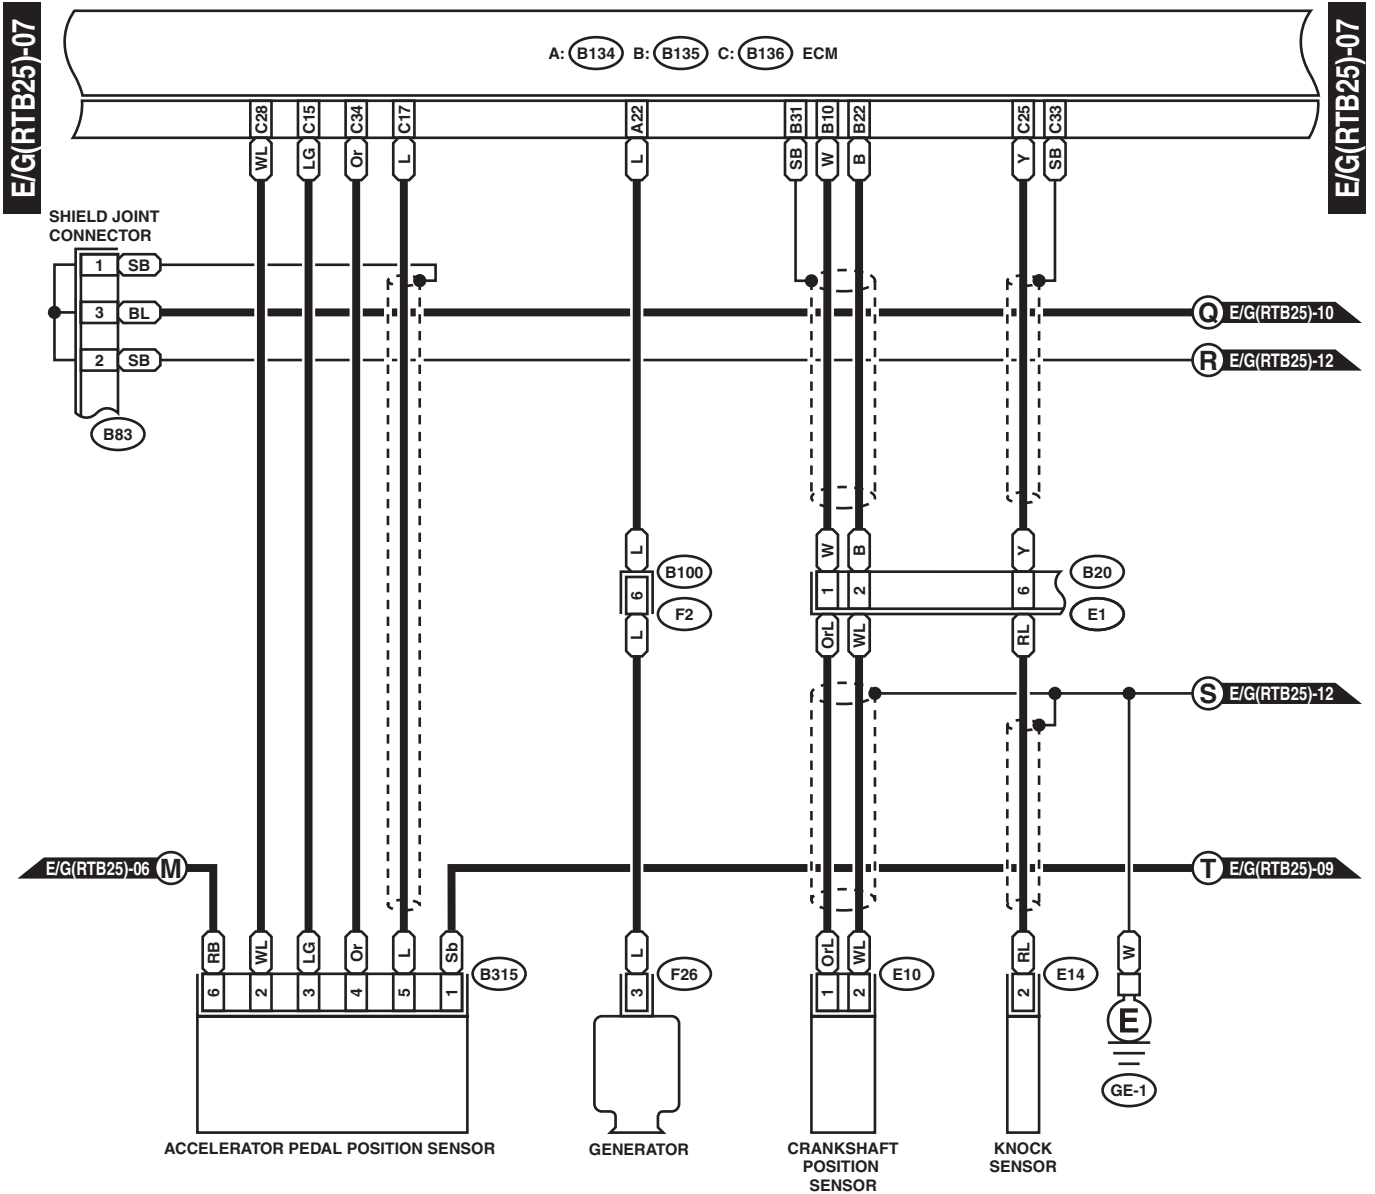 E/G(RTB25)-07
E/G(RTB25)-07
A: B134 B: B135 C: B136 ECM
C28 C15 C34 C17 A22 B31 B10 B22 C25 C33
WL LG Or L L SB W B Y SB
SHIELD JOINT
CONNECTOR
1 SB
3 BL
Q E/G(RTB25)-10
2 SB
R E/G(RTB25)-12
B83
L W B Y
B100 B20
6 1 2 6
F2 E1
L OrL WL RL
S E/G(RTB25)-12
E/G(RTB25)-06 M
T E/G(RTB25)-09
RB WL LG Or L Sb L OrL WL RL W
B315 F26 E10 E14
6 2 3 4 5 1 3 1 2 2
E
GE-1
ACCELERATOR PEDAL POSITION SENSOR
GENERATOR
CRANKSHAFT
POSITION
SENSOR
KNOCK
SENSOR